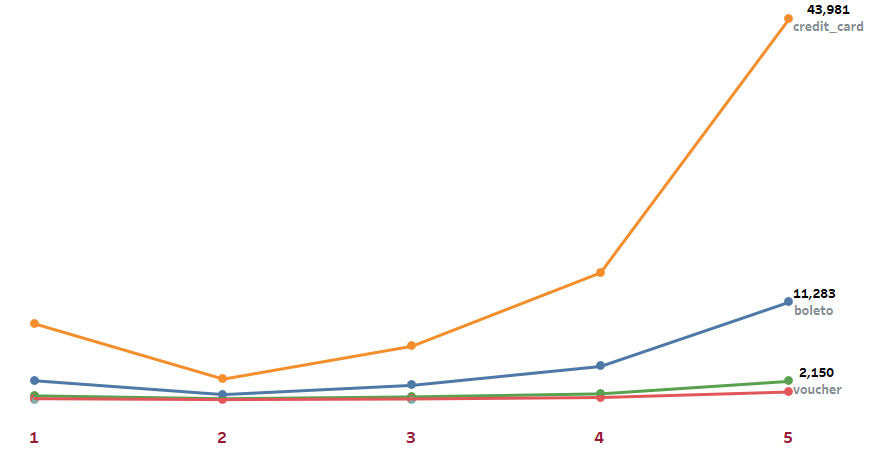 43,981
credit_card
11,283
boleto
2,150
voucher
1 2 3 4 5